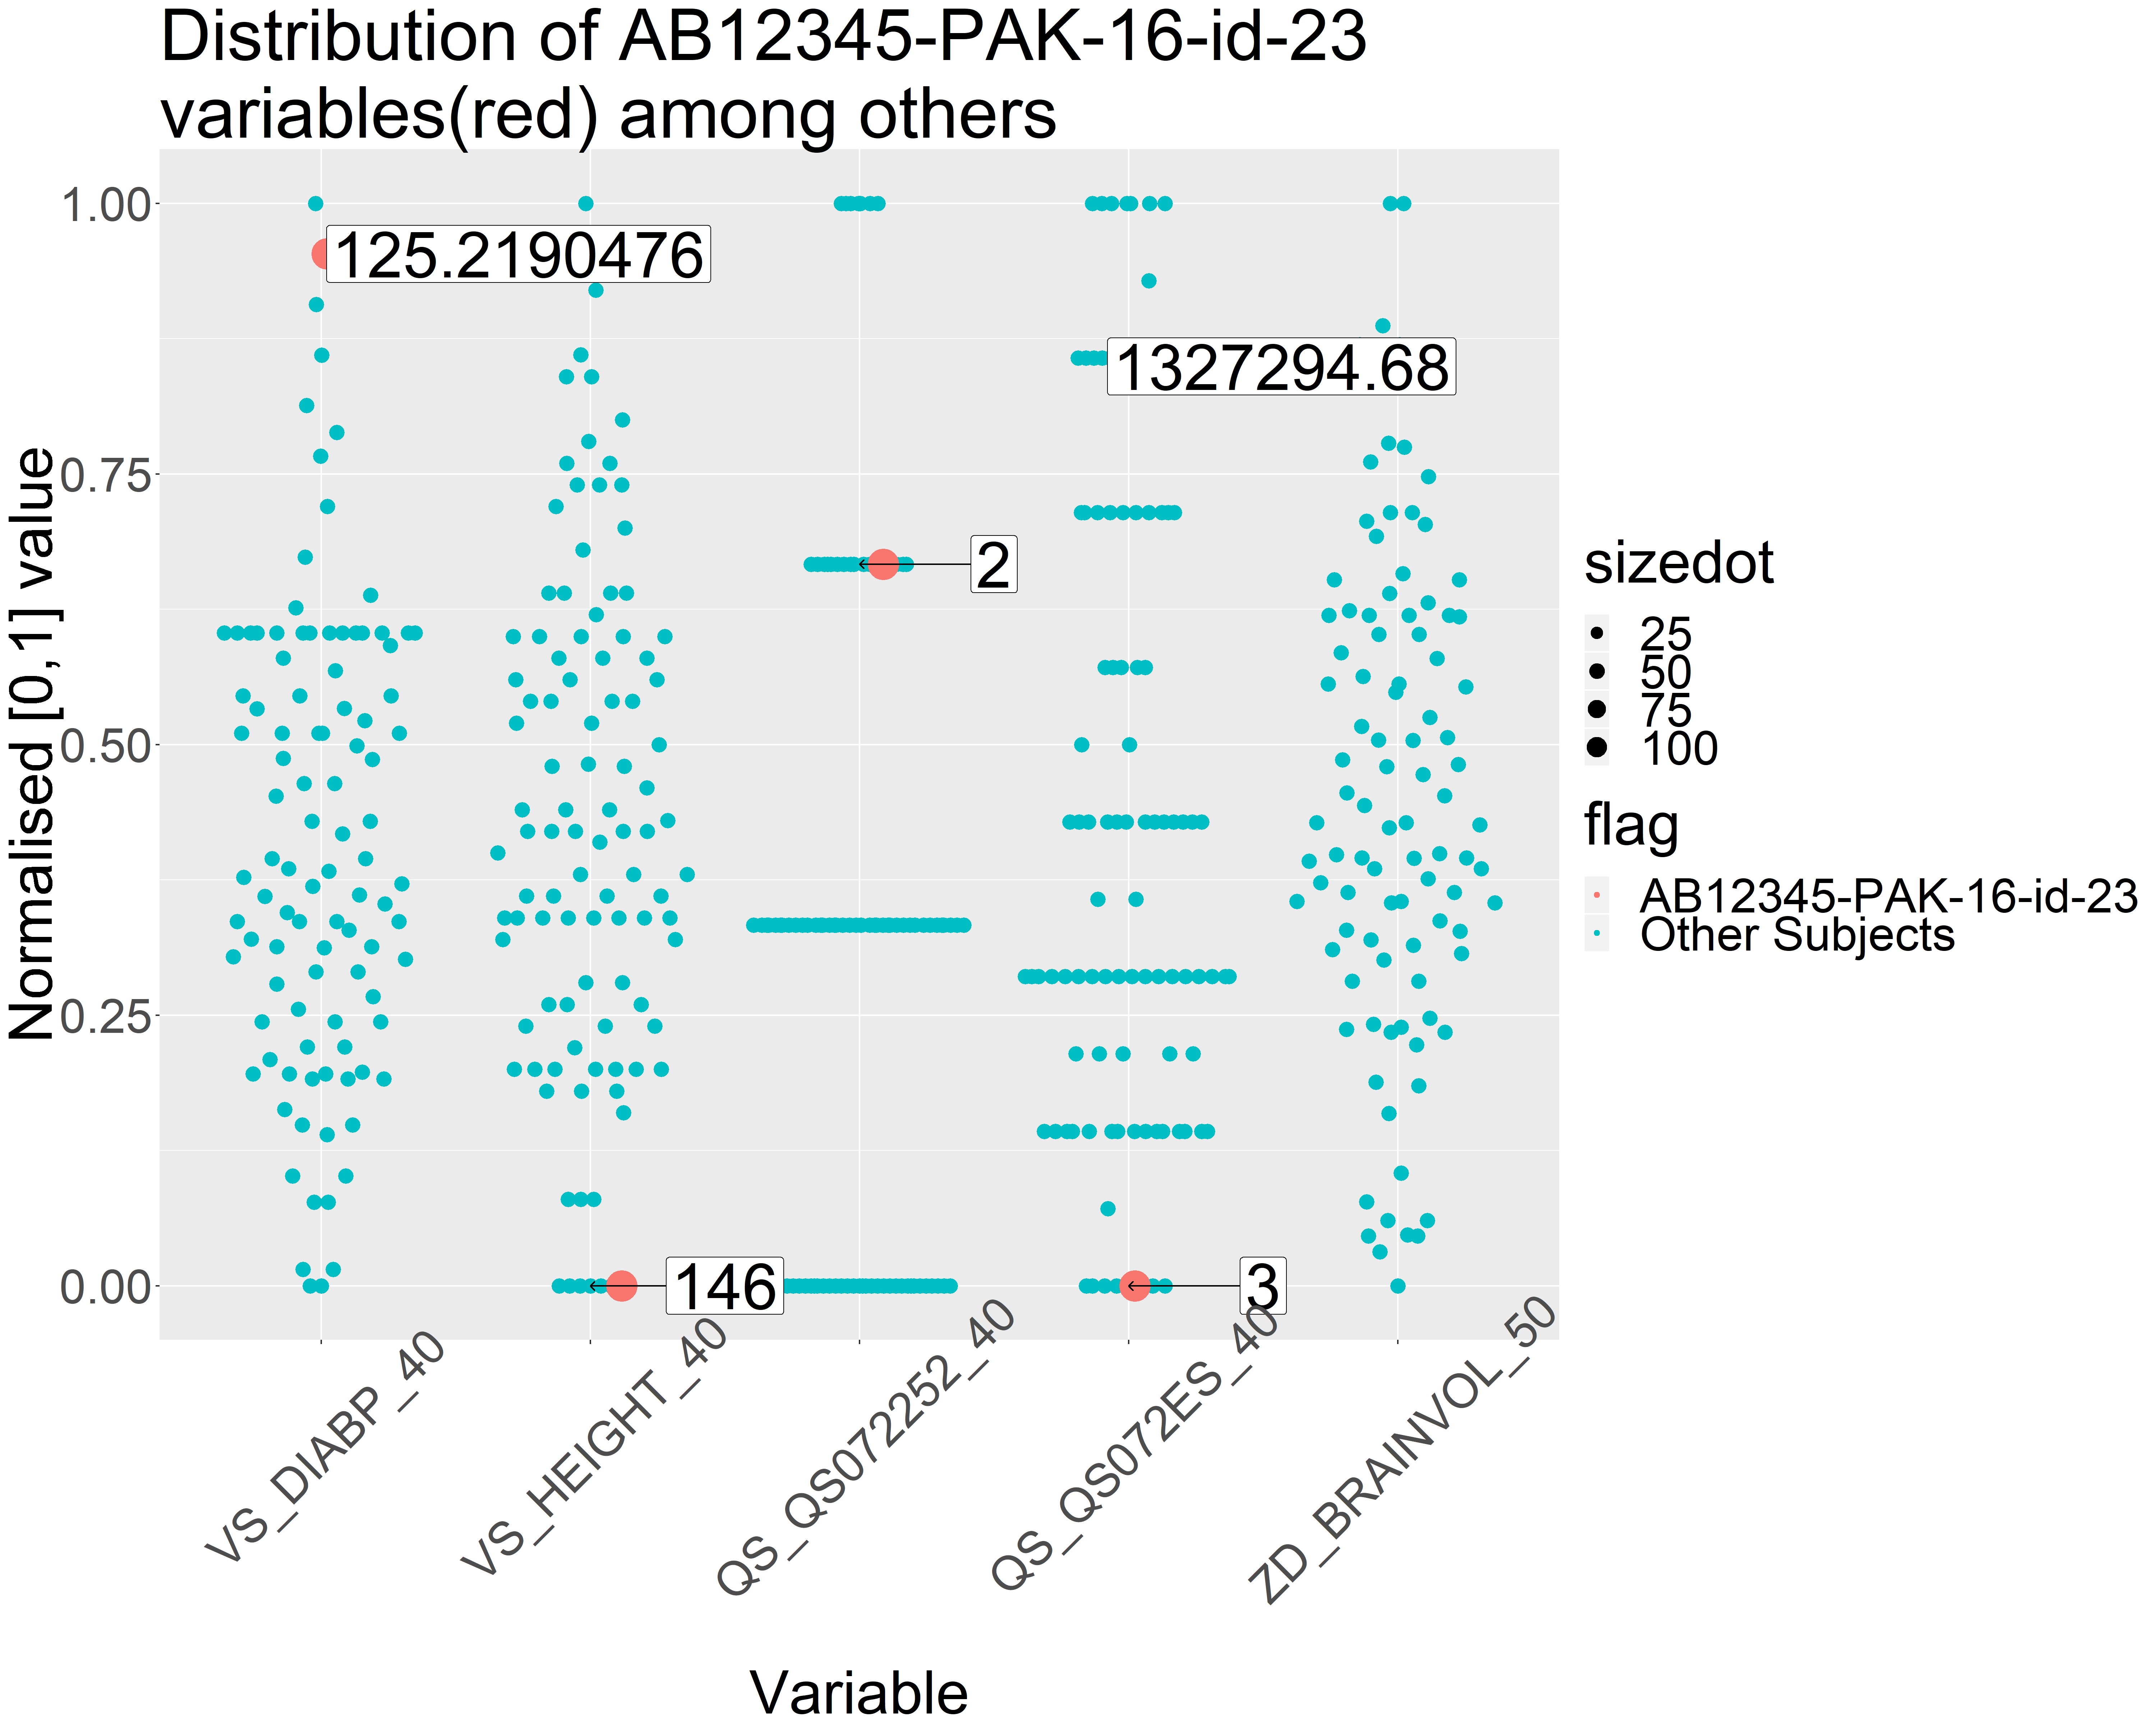 Distribution of AB12345-PAK-16-id-23
variables(red) among others
Normalised [0,1] value
1.00
0.75
0.50
0.25
0.00
125.2190476
1327294.68
2
146
3
VS_DIABP_40
VS_HEIGHT_40
QS_QS072252_40
QS_QS072ES_40
ZD_BRAINVOL_50
Variable
sizedot
25
50
75
100
flag
AB12345-PAK-16-id-23
Other Subjects